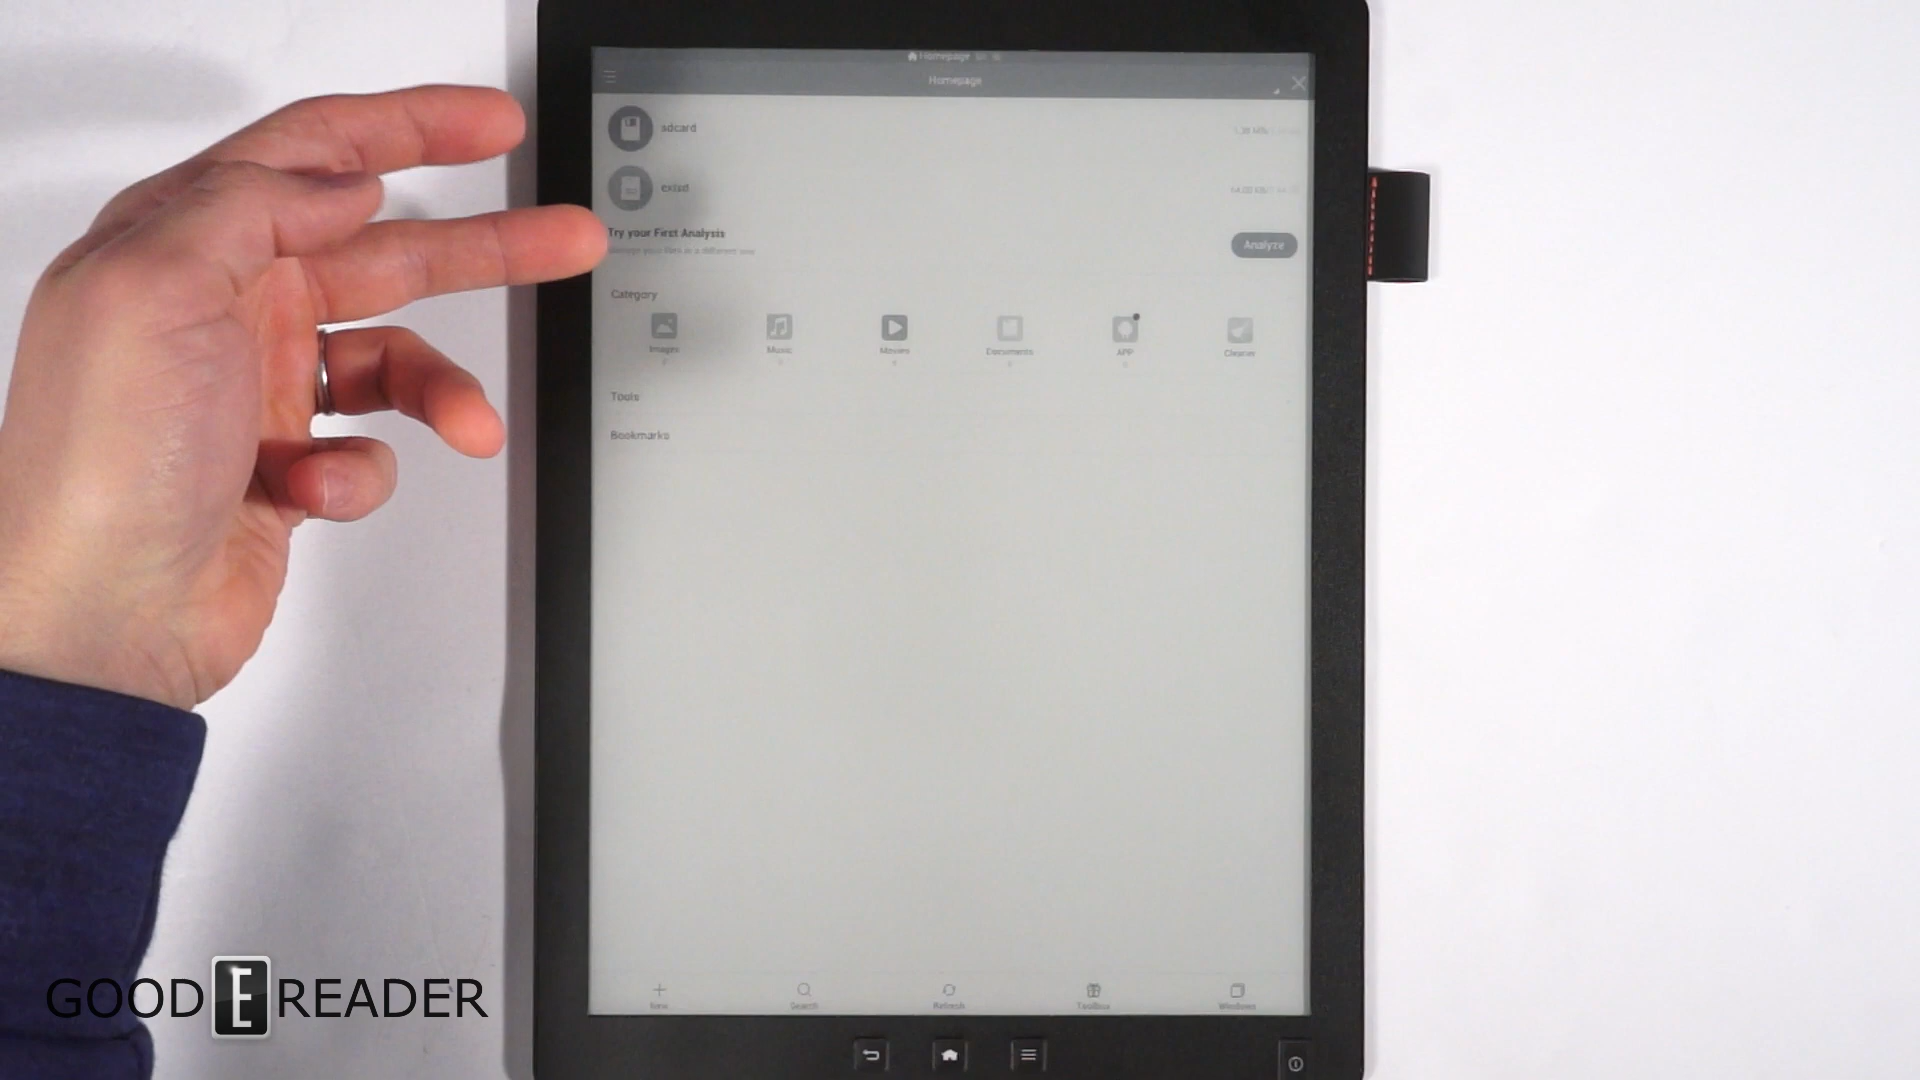 Homepage
Homepage
sdcard
extsd
Try your First Analysis
Analyze
Category
Images
Music
Movies
Documents
APP
Cleaner
Tools
Bookmarks
New
Search
Refresh
ToolBox
Windows
GOOD E READER